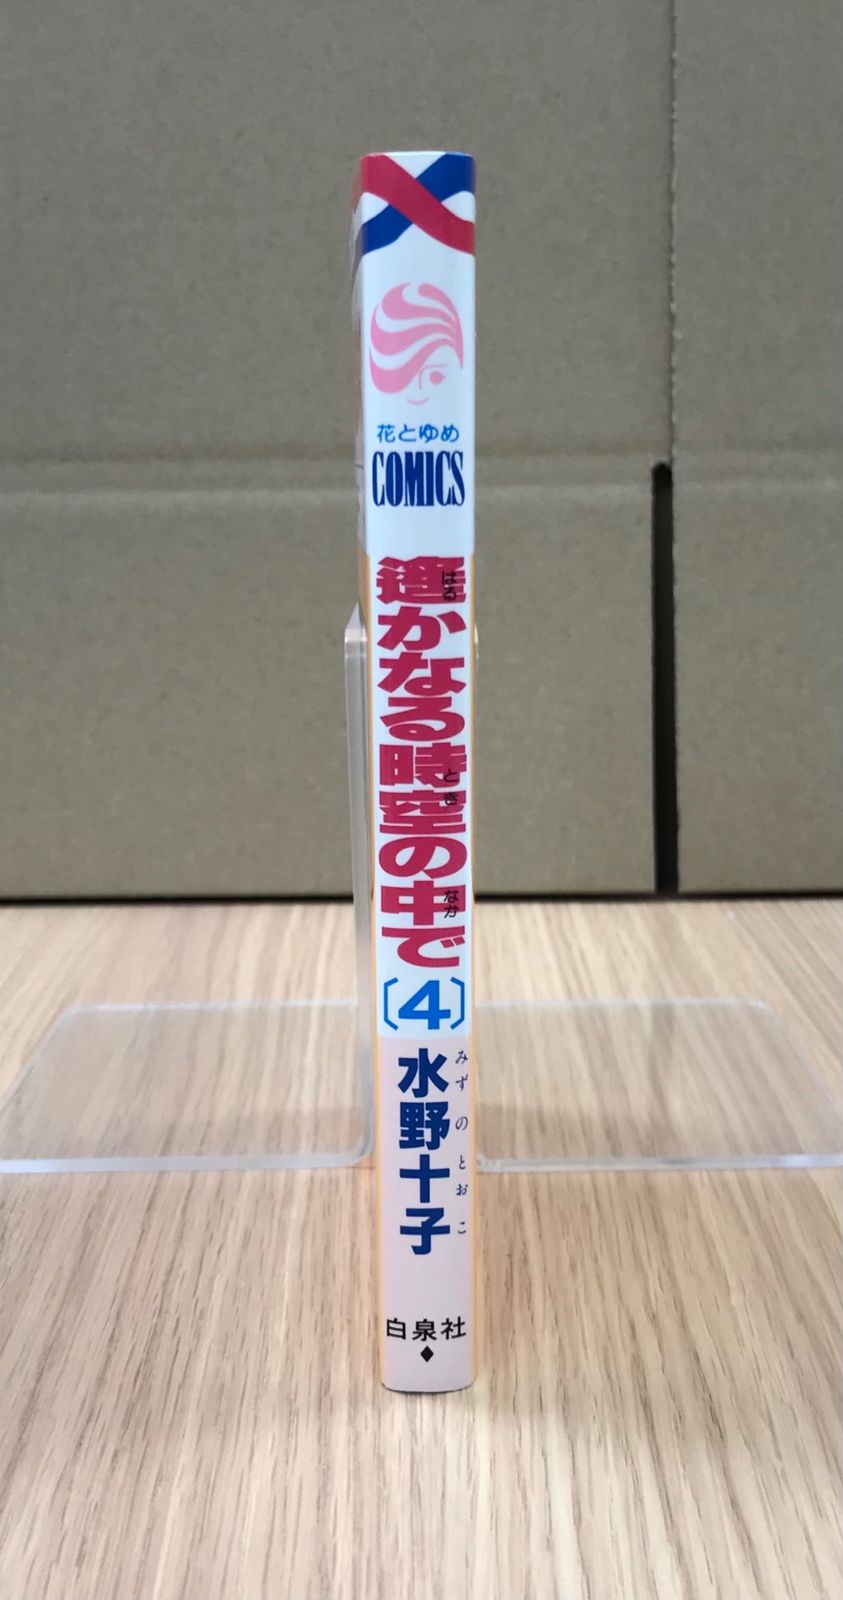 花とゆめ
COMICS
遙かなる時空の中で
はる
とき
なか
〔4〕
水野十子
みずのとおこ
白泉社